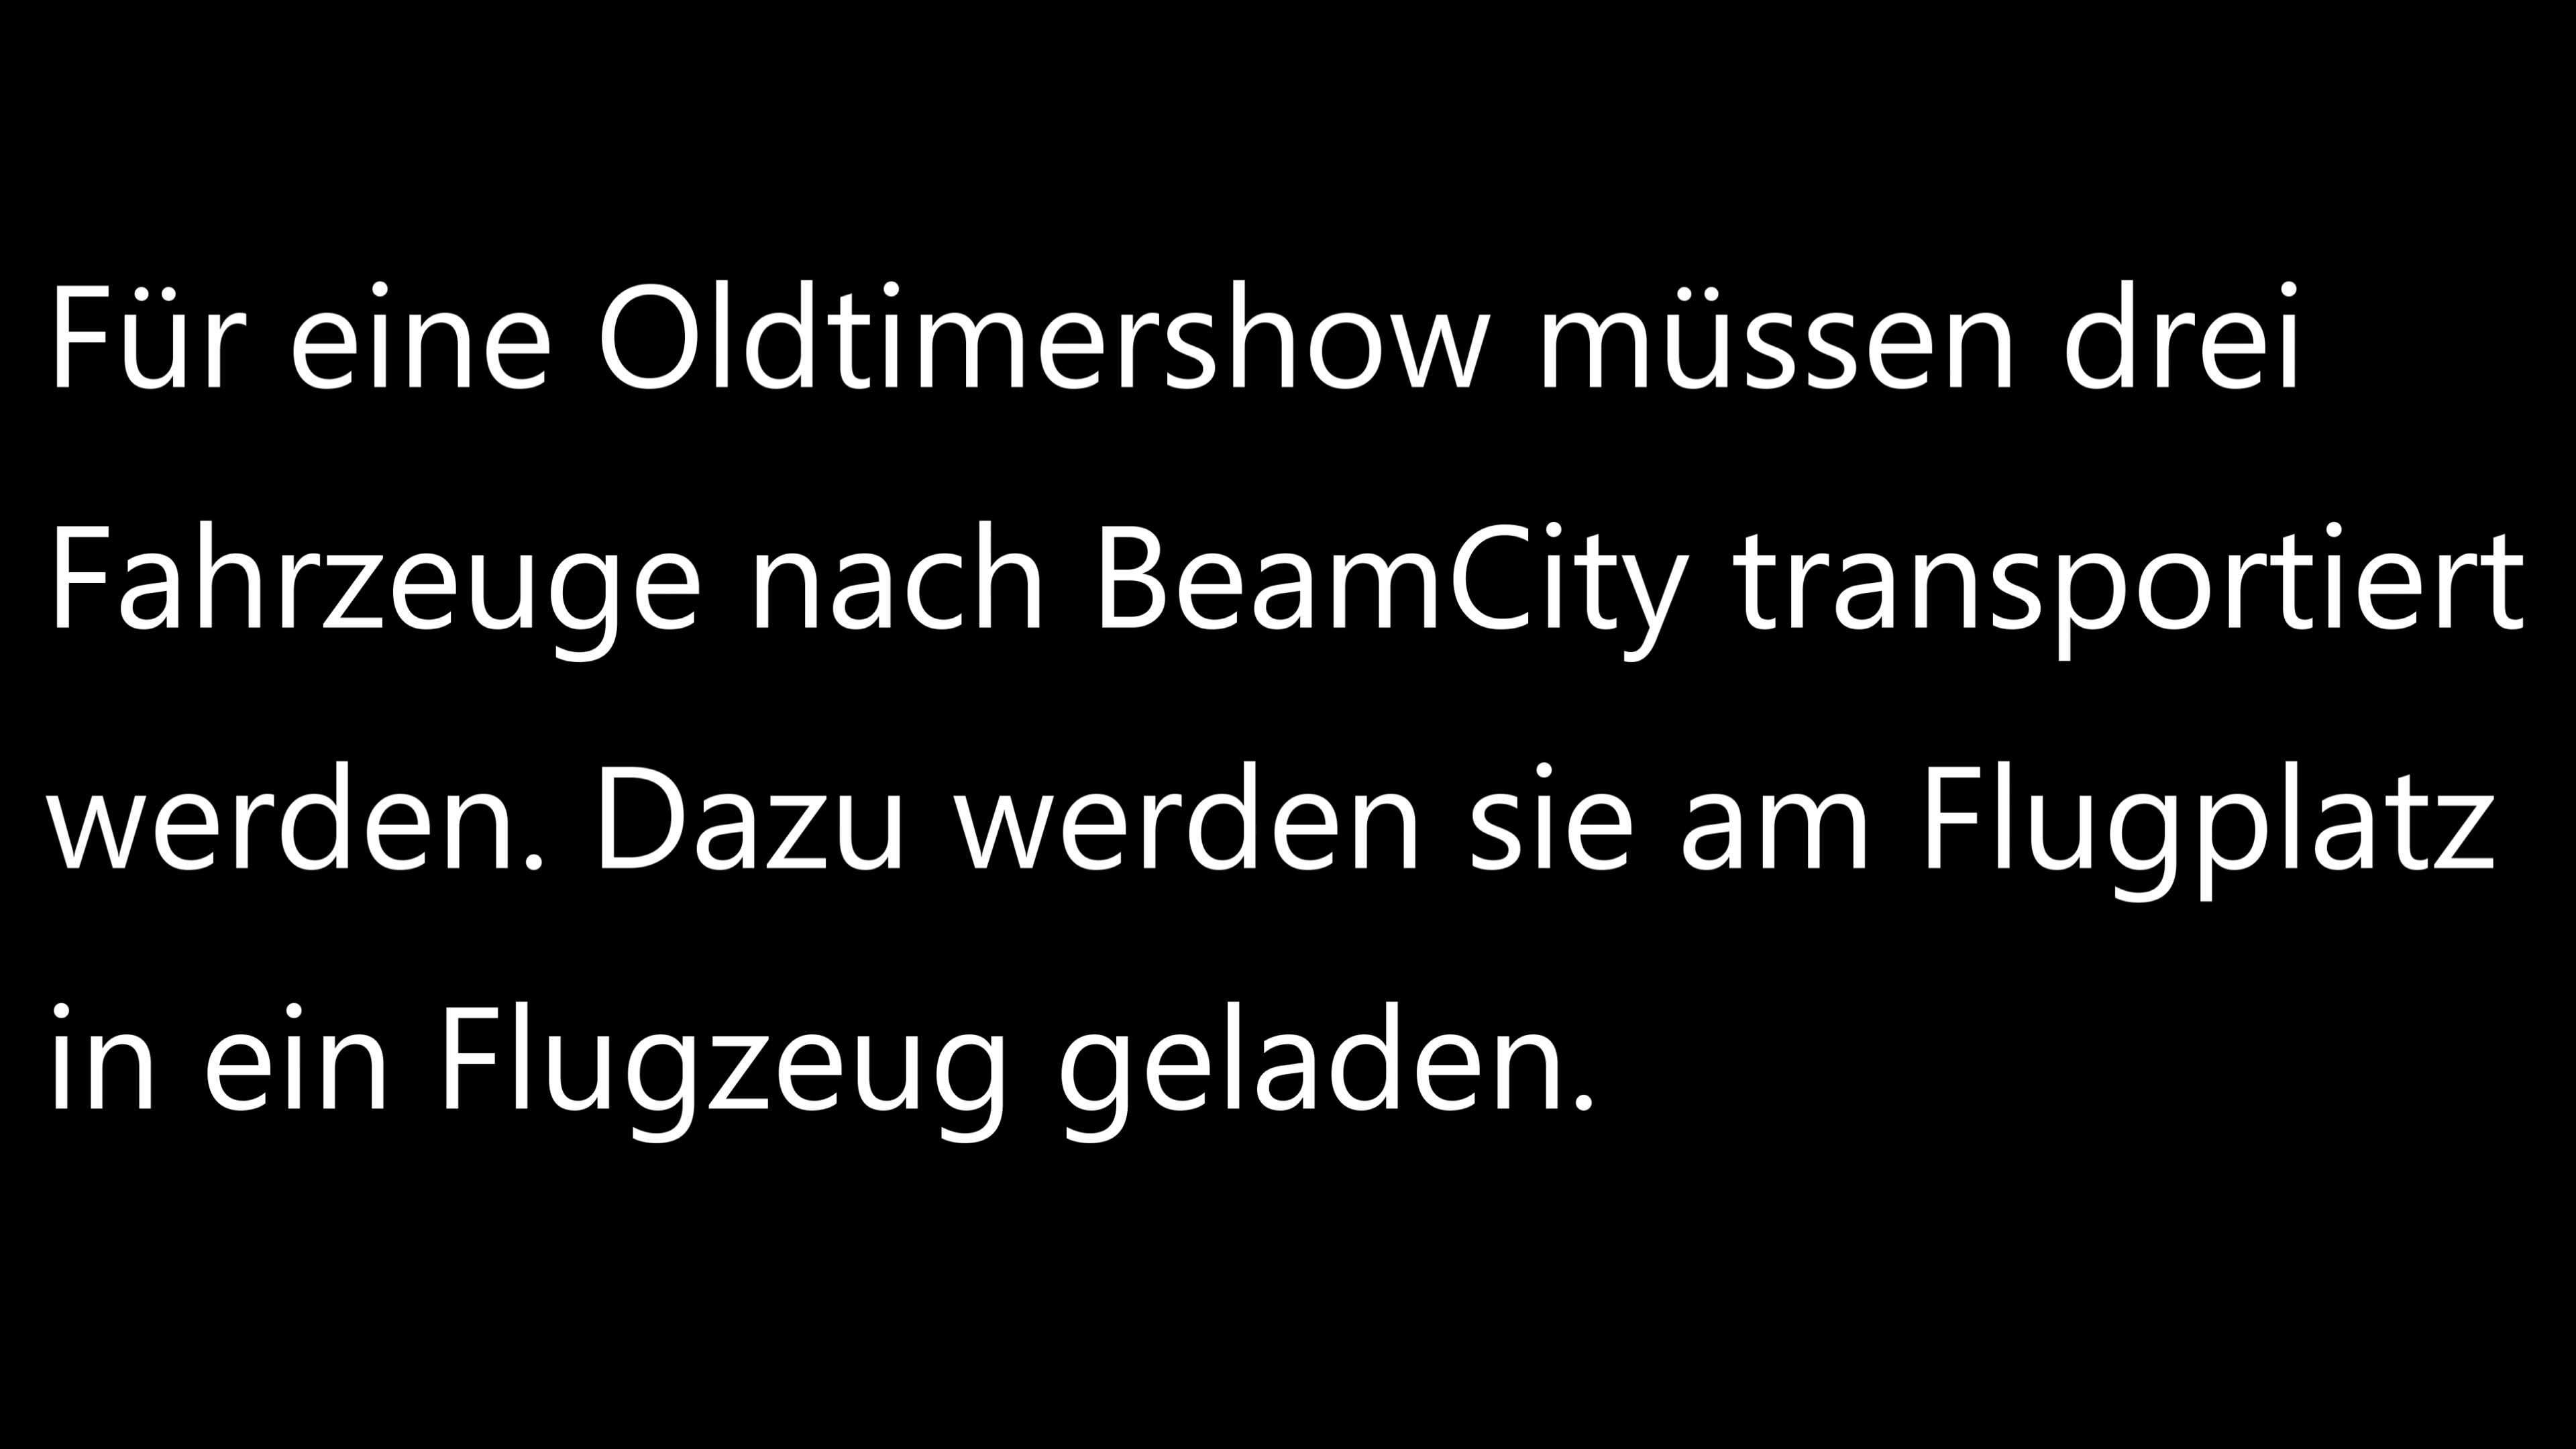 Für eine Oldtimershow müssen drei
Fahrzeuge nach BeamCity transportiert
werden. Dazu werden sie am Flugplatz
in ein Flugzeug geladen.